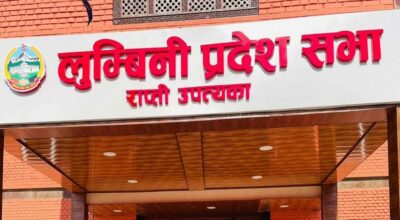 लुम्बिनी प्रदेश सभा
राप्ती उपत्यका